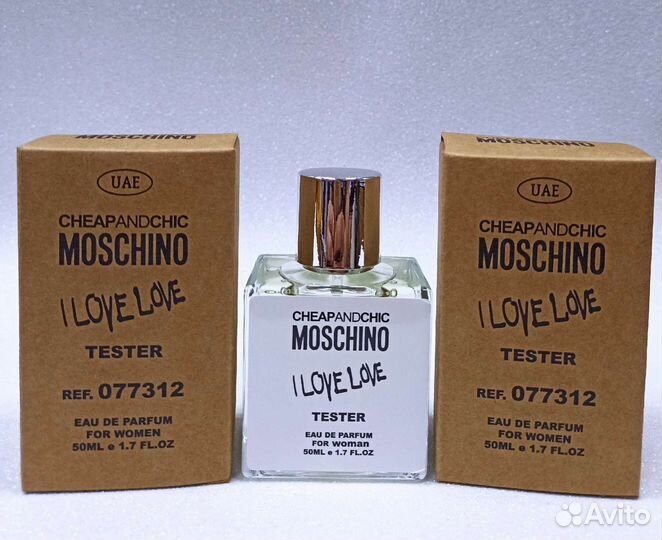 MOSCHINO
UAE
CHEAPANDCHIC
MOSCHINO
I LOVE LOVE
TESTER
REF. 077312
EAU DE PARFUM
FOR WOMEN
50ML e 1.7 FL.OZ
CHEAPANDCHIC
MOSCHINO
I LOVE LOVE
TESTER
EAU DE PARFUM
FOR woman
50ML e 1.7 FL.OZ
MOSCHINO
UAE
CHEAPANDCHIC
MOSCHINO
I LOVE LOVE
TESTER
REF. 077312
EAU DE PARFUM
FOR WOMEN
50ML e 1.7 FL.OZ
Avito